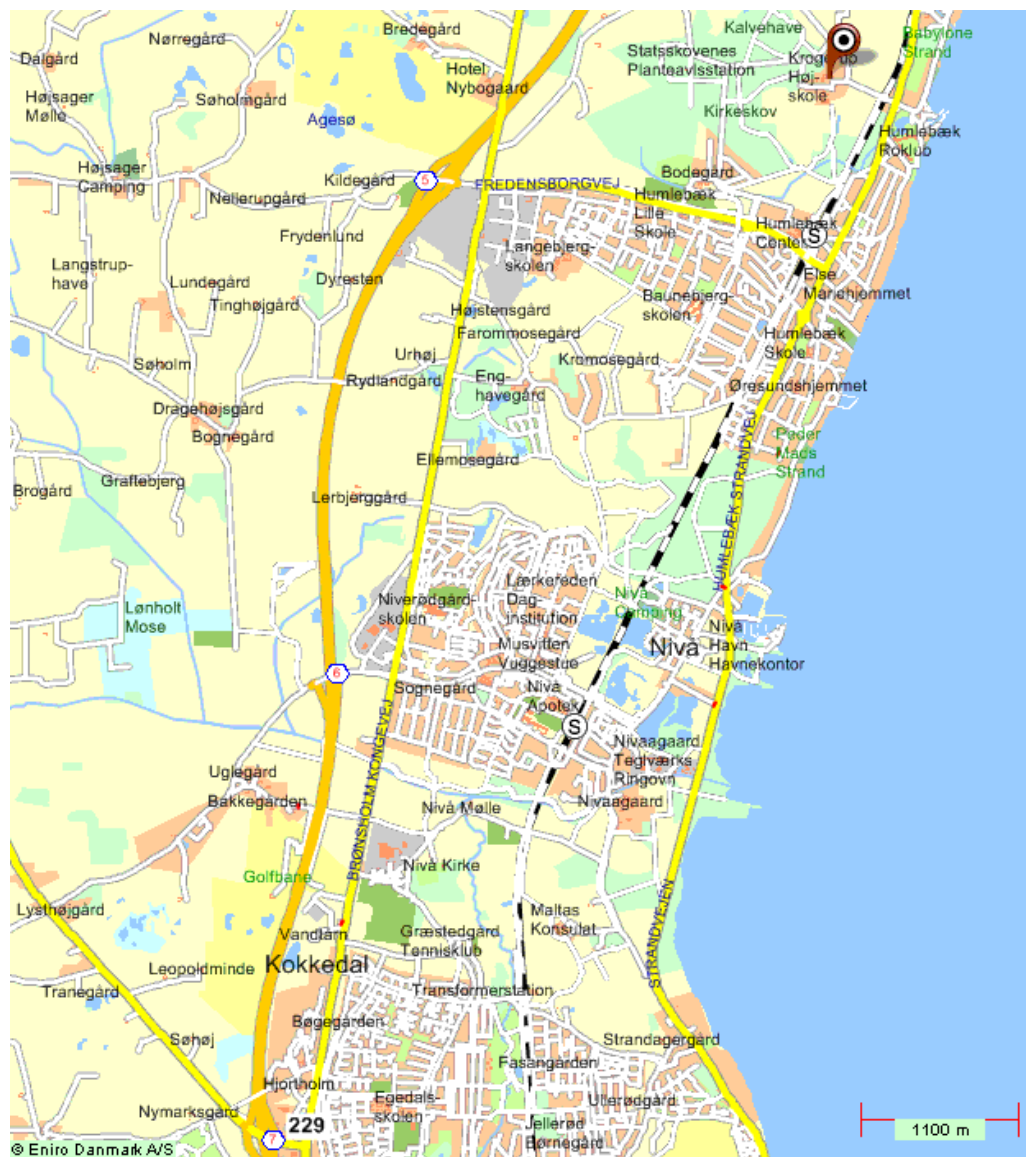 Bredegård
Kalvehave
Babylone
Strand
Nørregård
Dalgård
Statsskovenes
Planteavisstation
Hotel
Nybogaard
Høj-
skole
Højsager
Mølle
Søholmgård
Agesø
Kirkeskov
Humlebæk
Roklub
Højsager
Camping
Kildegård
5
FREDENSBORGVEJ
Bodegård
Nellerupgård
Humlebæk
Lille
Skole
Humlebæk
Center
S
Frydenlund
Langebjerg-
skolen
Langstrup-
have
Lundegård
Dyresten
Else
Mariehjemmet
Tinghøjgård
Baunebjerg-
skolen
Højstensgård
Farommosegård
Humlebæk
Skole
Søholm
Urhøj
Kromosegård
Rydlandgård
Eng-
havegård
Øresundshjemmet
Dragehøjsgård
Bognegård
Peder
Mads
Strand
Ellemosegård
Graftebjerg
Brogård
Lerbjerggård
HUMLEBÆK STRANDVEJ
Lærkereden
Dag-
institution
Nivå
Camping
Niverødgård-
skolen
Lønholt
Mose
Nivå
Havn
Havnekontor
Musvitten
Vuggestue
Nivå
6
Sognegård
Nivå
Apotek
S
Nivaagaard
Teglværks
Ringovn
BRØNSHOLM KONGEVEJ
Uglegård
Bakkegården
Nivå Mølle
Nivaagaard
Nivå Kirke
Golfbane
Lysthøjgård
Maltas
Konsulat
STRANDVEJEN
Vandtårn
Græstedgård
Tennisklub
Kokkedal
Leopoldminde
Tranegård
Transformerstation
Bøgegården
Søhøj
Strandagergård
Fasangården
Hjortholm
Egedals-
skolen
Ullerødgård
Nymarksgård
229
Jellerød
Børnegård
7
1100 m
© Eniro Danmark A/S